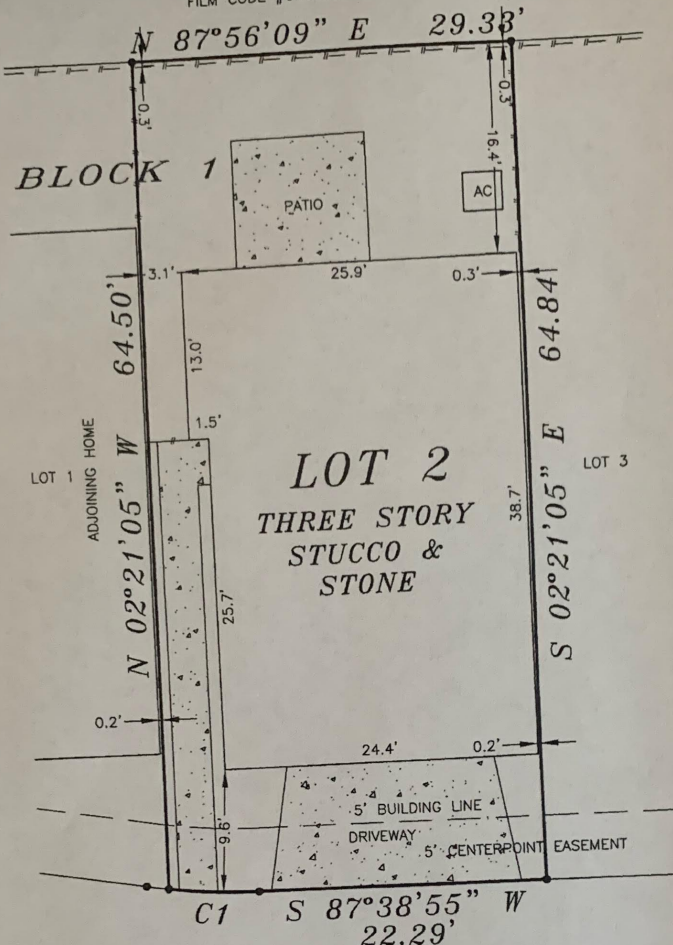 FILM CODE
N 87°56'09" E 29.33'
0.3'
0.3'
16.4'
BLOCK 1
PATIO
AC
3.1'
25.9'
0.3'
64.50'
64.84
13.0'
1.5'
LOT 1
ADJOINING HOME
N 02°21'05" W
LOT 2
THREE STORY
STUCCO &
STONE
38.7'
S 02°21'05" E
LOT 3
25.7'
0.2'
24.4'
0.2'
9.6'
5' BUILDING LINE
DRIVEWAY
5' CENTERPOINT EASEMENT
C1
S 87°38'55" W
22.29'